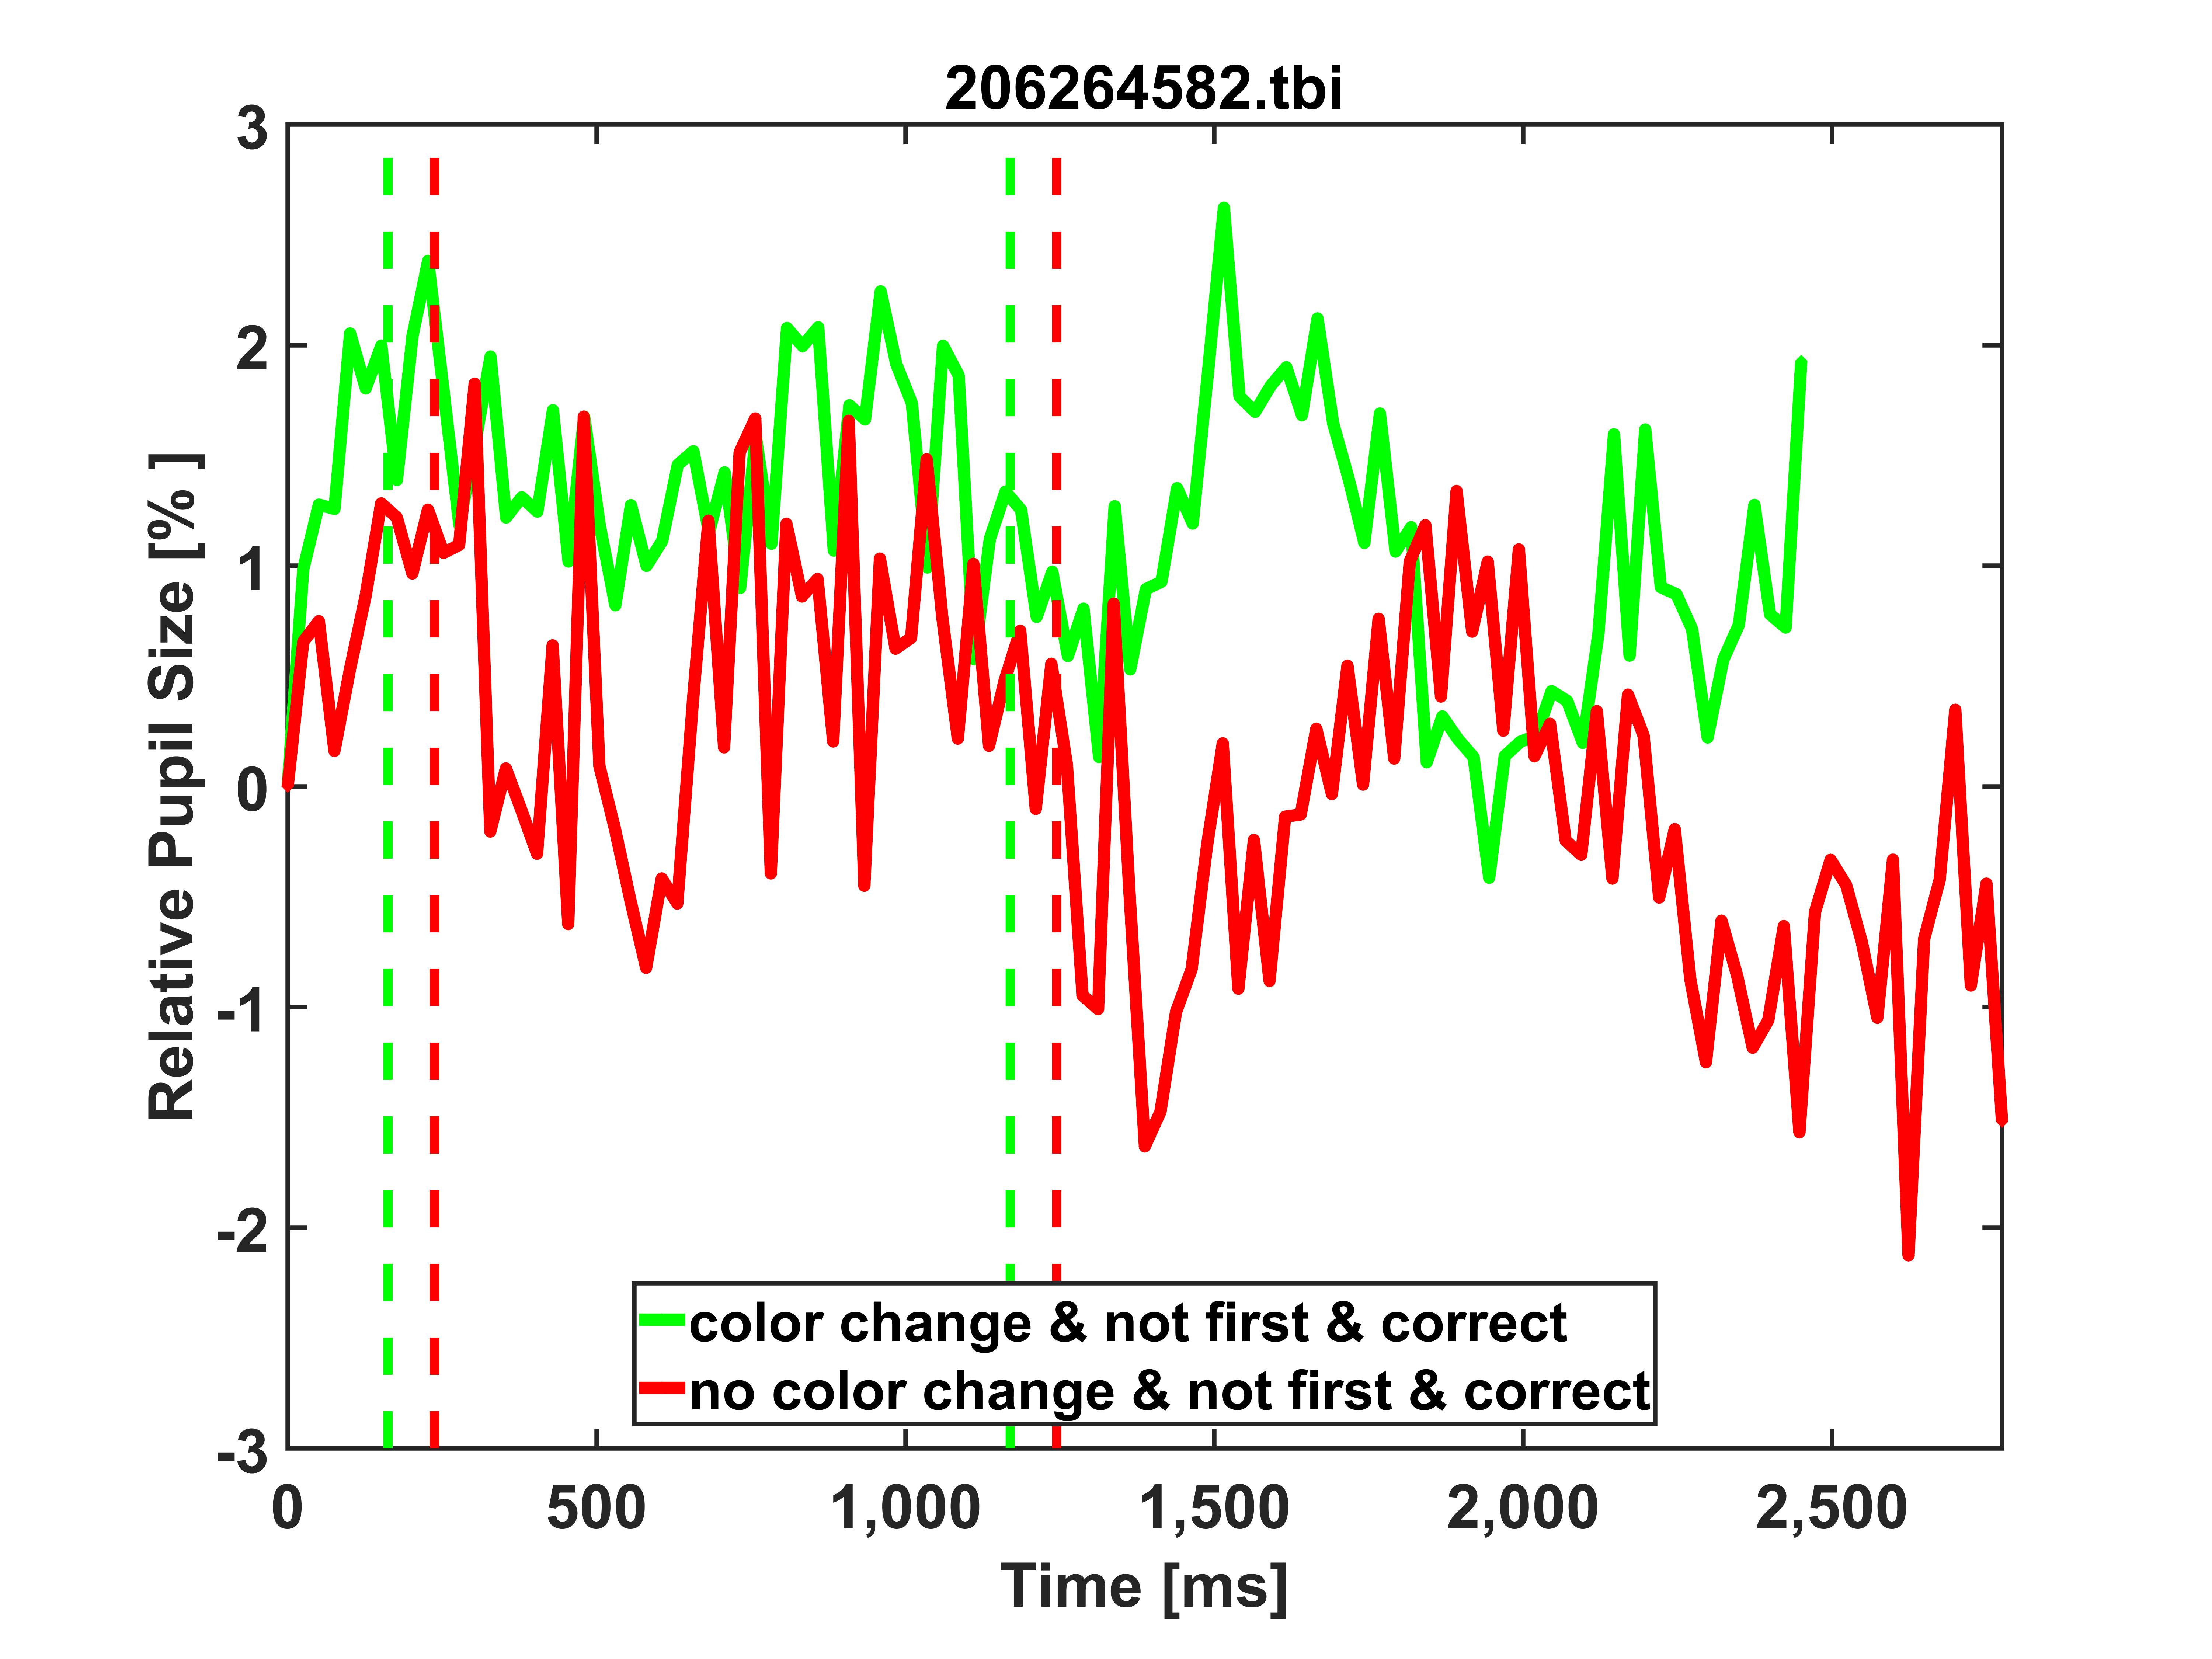 206264582.tbi
3
2
1
0
-1
-2
-3
Relative Pupil Size [% ]
color change & not first & correct
no color change & not first & correct
0 500 1,000 1,500 2,000 2,500
Time [ms]